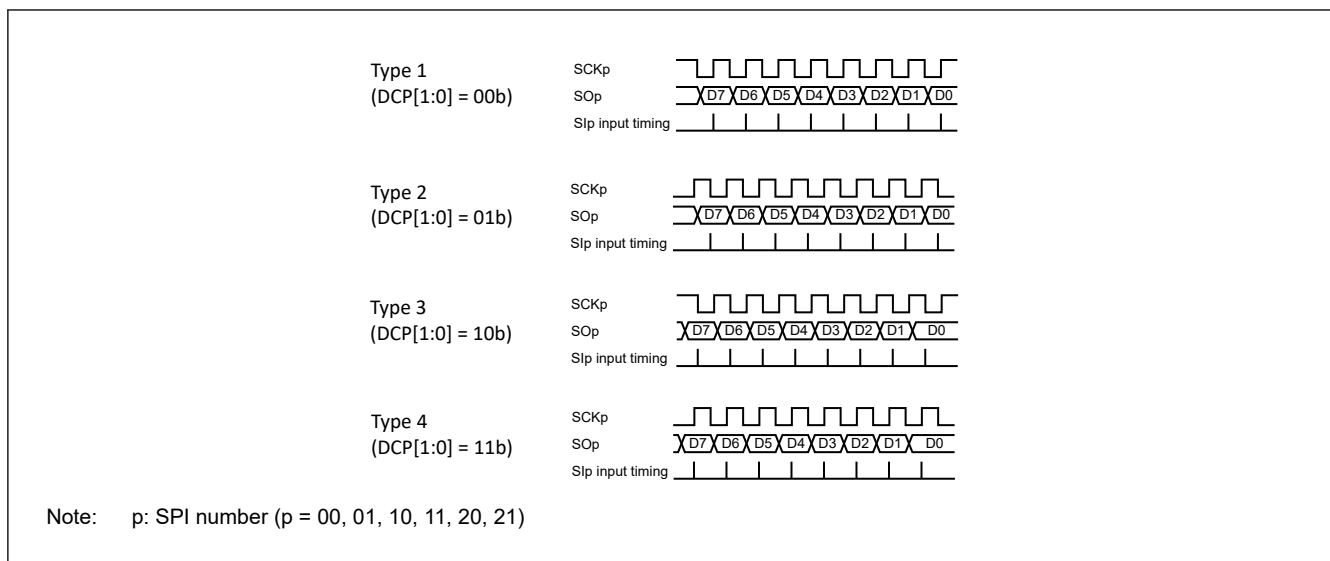 Type 1
(DCP[1:0] = 00b)
SCKp
SOp D7 D6 D5 D4 D3 D2 D1 D0
SIp input timing
Type 2
(DCP[1:0] = 01b)
SCKp
SOp D7 D6 D5 D4 D3 D2 D1 D0
SIp input timing
Type 3
(DCP[1:0] = 10b)
SCKp
SOp D7 D6 D5 D4 D3 D2 D1 D0
SIp input timing
Type 4
(DCP[1:0] = 11b)
SCKp
SOp D7 D6 D5 D4 D3 D2 D1 D0
SIp input timing
Note: p: SPI number (p = 00, 01, 10, 11, 20, 21)